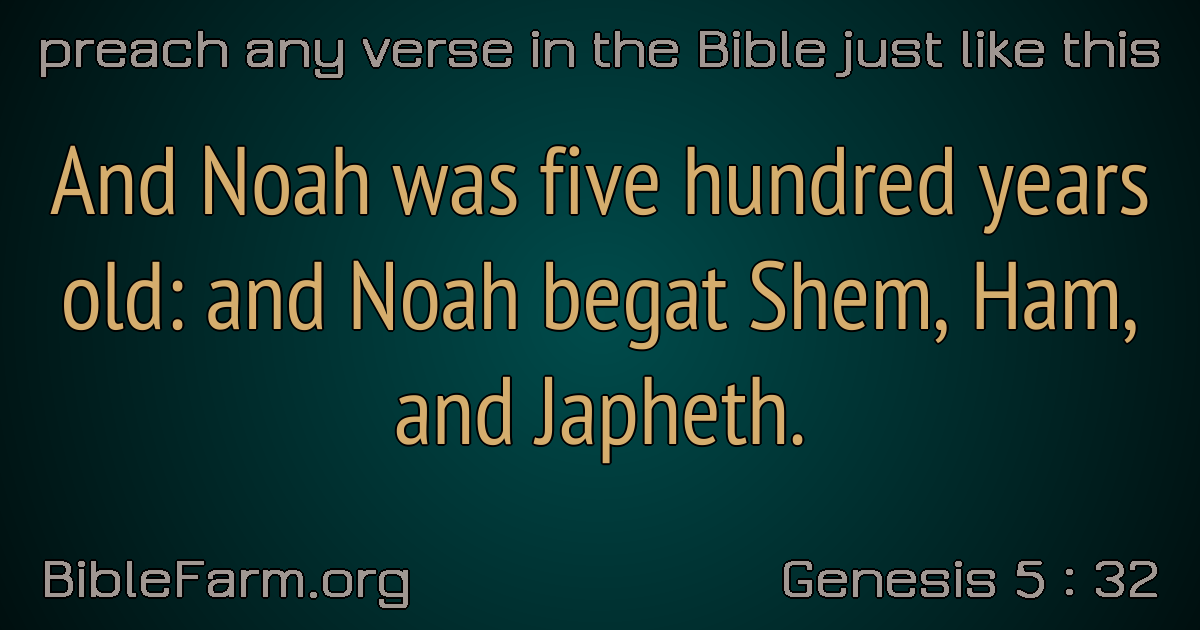 preach any verse in the Bible just like this
And Noah was five hundred years
old: and Noah begat Shem, Ham,
and Japheth.
BibleFarm.org
Genesis 5 : 32